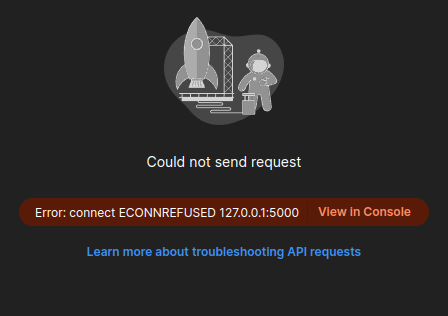 Could not send request
Error: connect ECONNREFUSED 127.0.0.1:5000 View in Console
Learn more about troubleshooting API requests